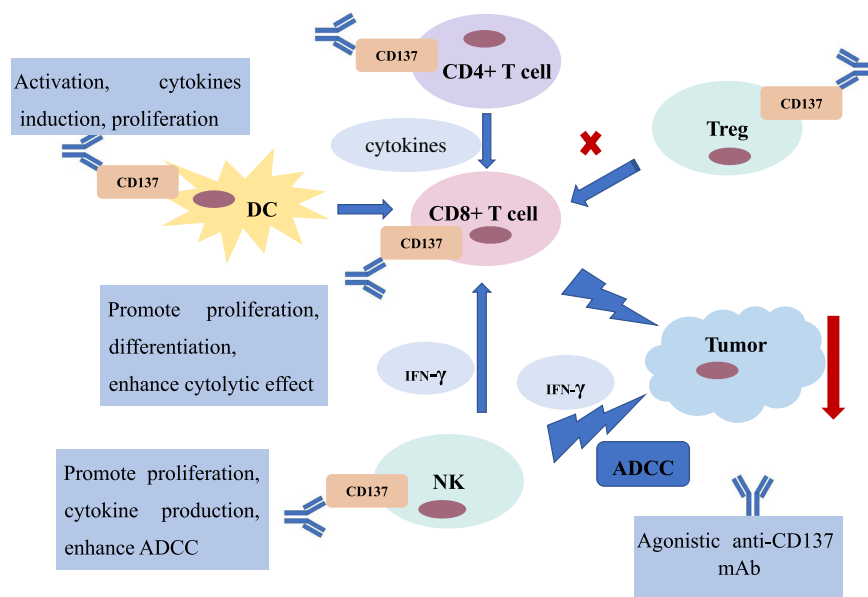 CD137
CD4+ T cell
Activation, cytokines
induction, proliferation
CD137
Treg
cytokines
CD137
DC
CD8+ T cell
CD137
Promote proliferation,
differentiation,
enhance cytolytic effect
IFN-γ
IFN-γ
Tumor
ADCC
Promote proliferation,
cytokine production,
enhance ADCC
CD137
NK
Agonistic anti-CD137
mAb